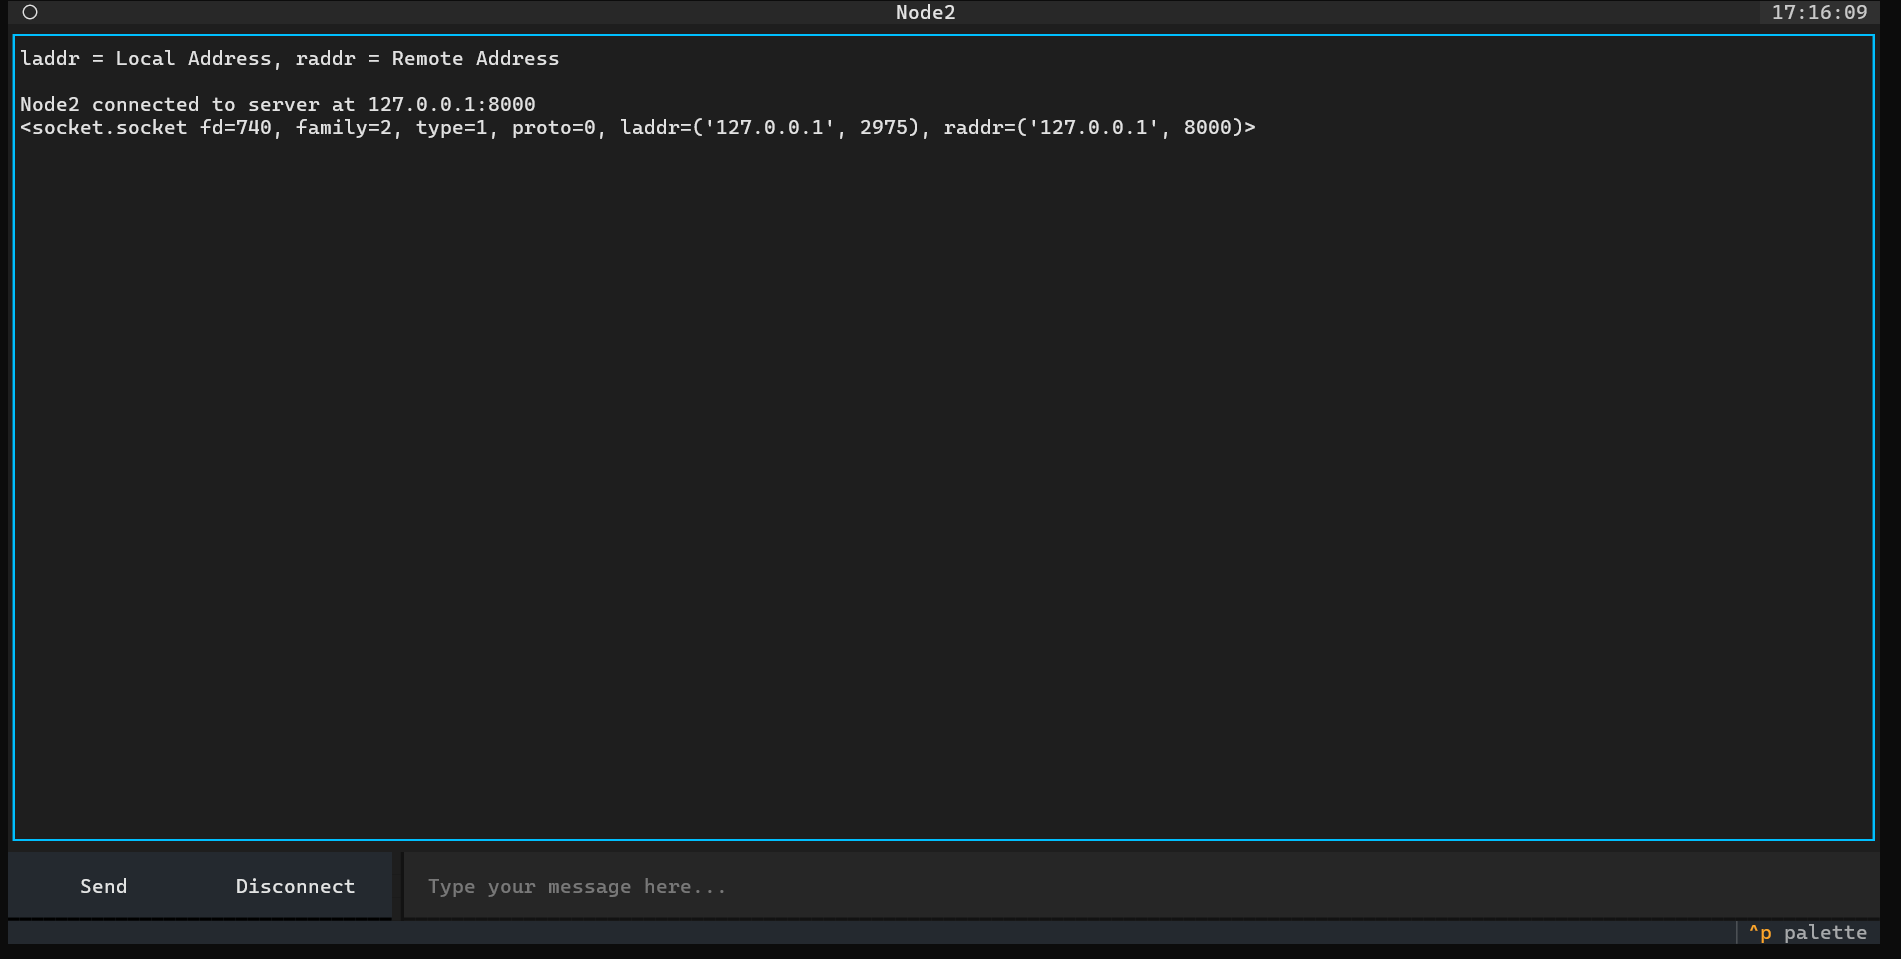 Node2 17:16:09
laddr = Local Address, raddr = Remote Address
Node2 connected to server at 127.0.0.1:8000
<socket.socket fd=740, family=2, type=1, proto=0, laddr=('127.0.0.1', 2975), raddr=('127.0.0.1', 8000)>
Send Disconnect Type your message here...
^p palette